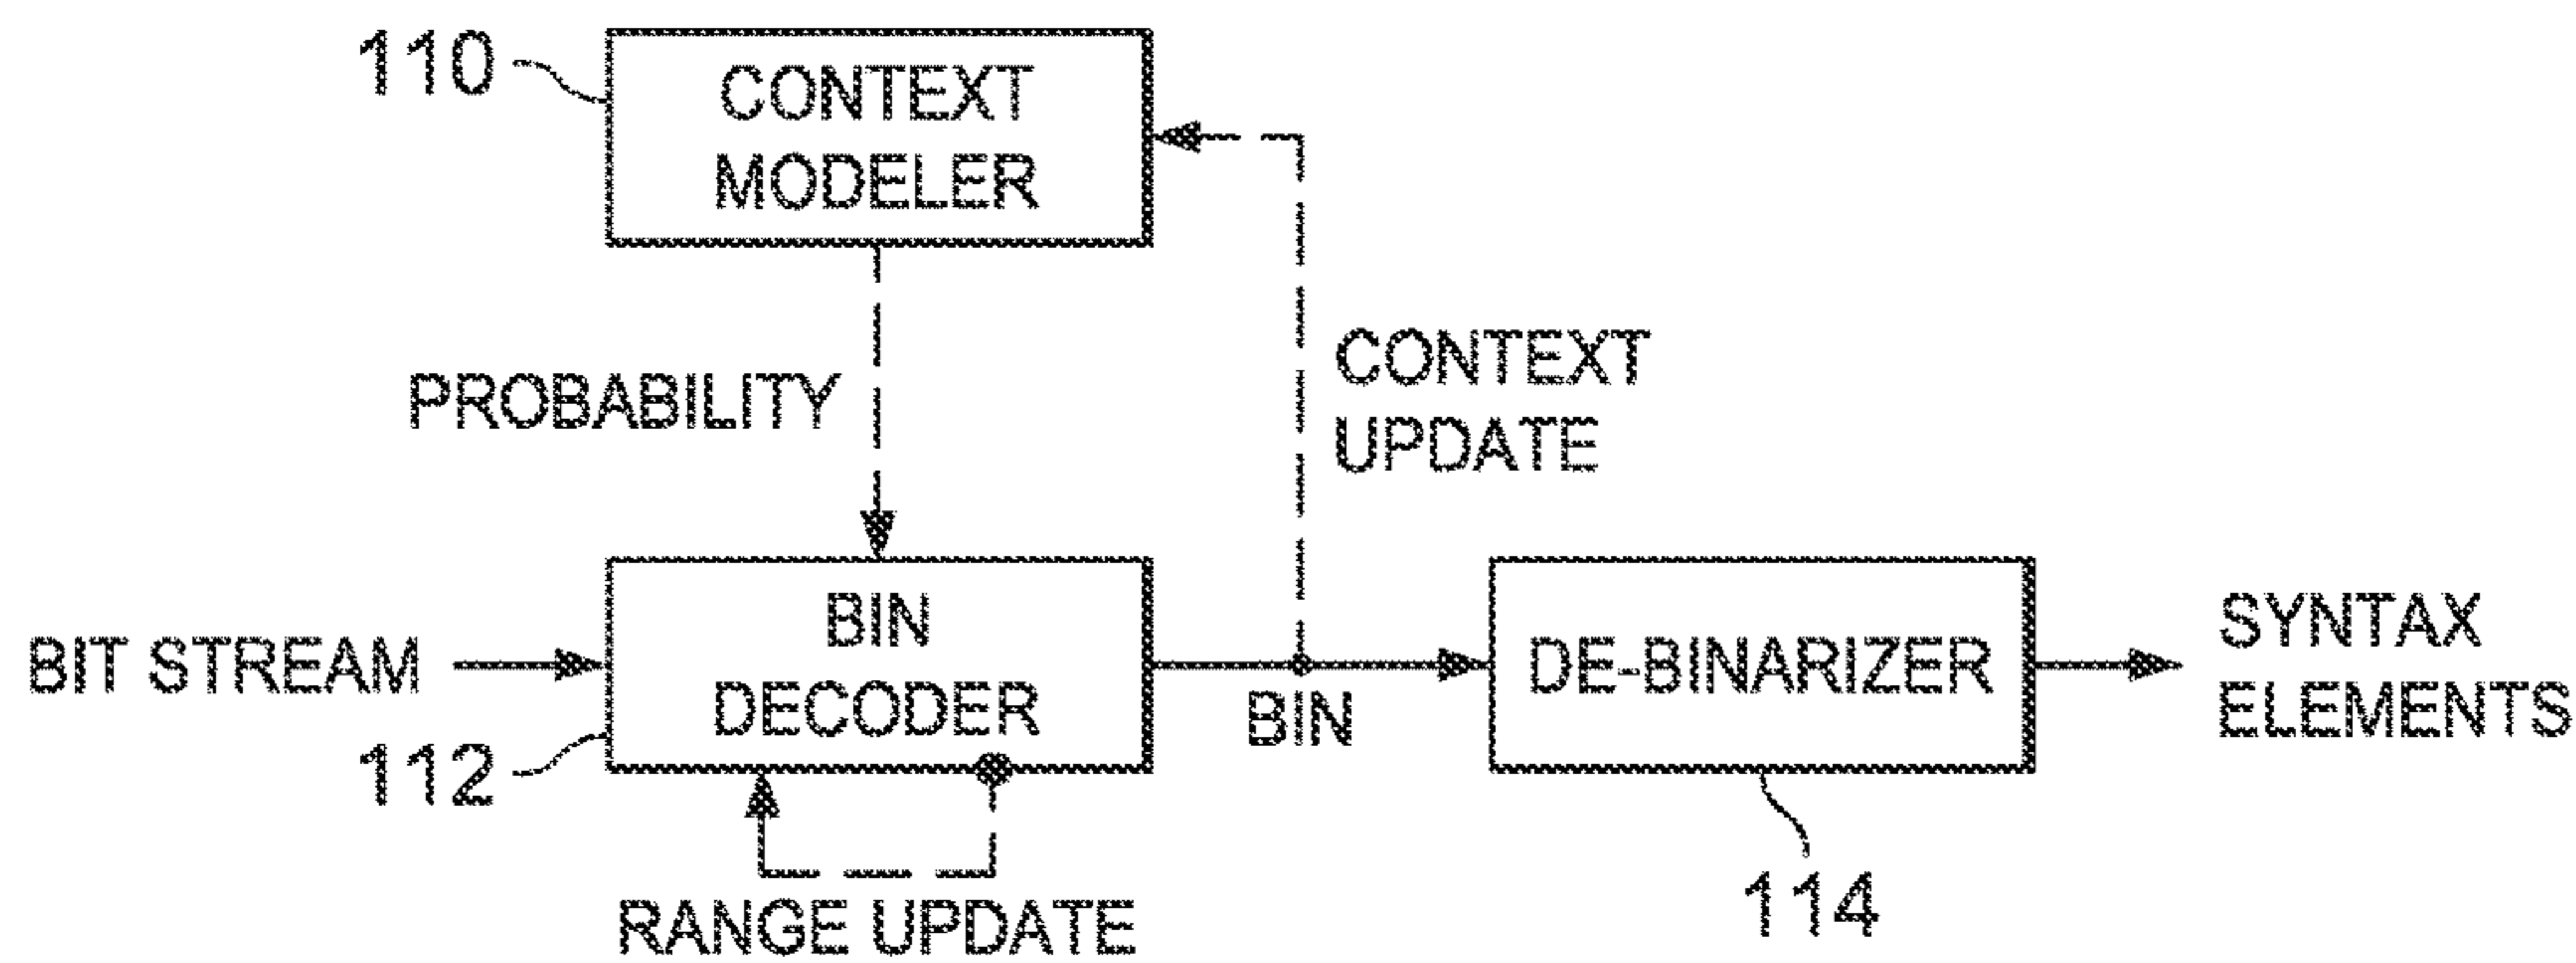 110
CONTEXT
MODELER
PROBABILITY
CONTEXT
UPDATE
BIT STREAM
BIN
DECODER
112
BIN
DE-BINARIZER
SYNTAX
ELEMENTS
RANGE UPDATE
114